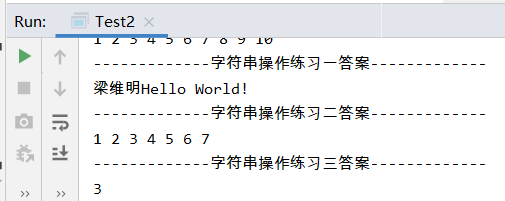 Run: Test2
1 2 3 4 5 6 7 8 9 10
-------------字符串操作练习一答案-------------
梁维明Hello World!
-------------字符串操作练习二答案-------------
1 2 3 4 5 6 7
-------------字符串操作练习三答案-------------
3